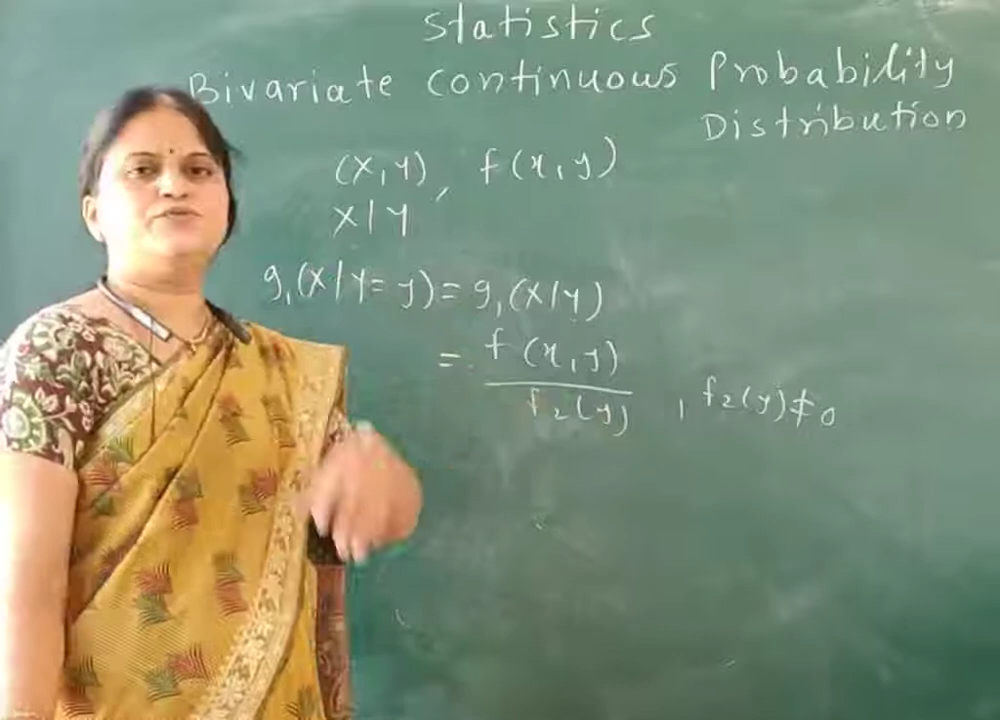 Statistics
Bivariate continuous Probability
Distribution
(X,Y), f(x,y)
X/Y
g₁(X/Y=y)=g₁(X/Y)
= f(x,y)
f₂(y) , f₂(y)≠0